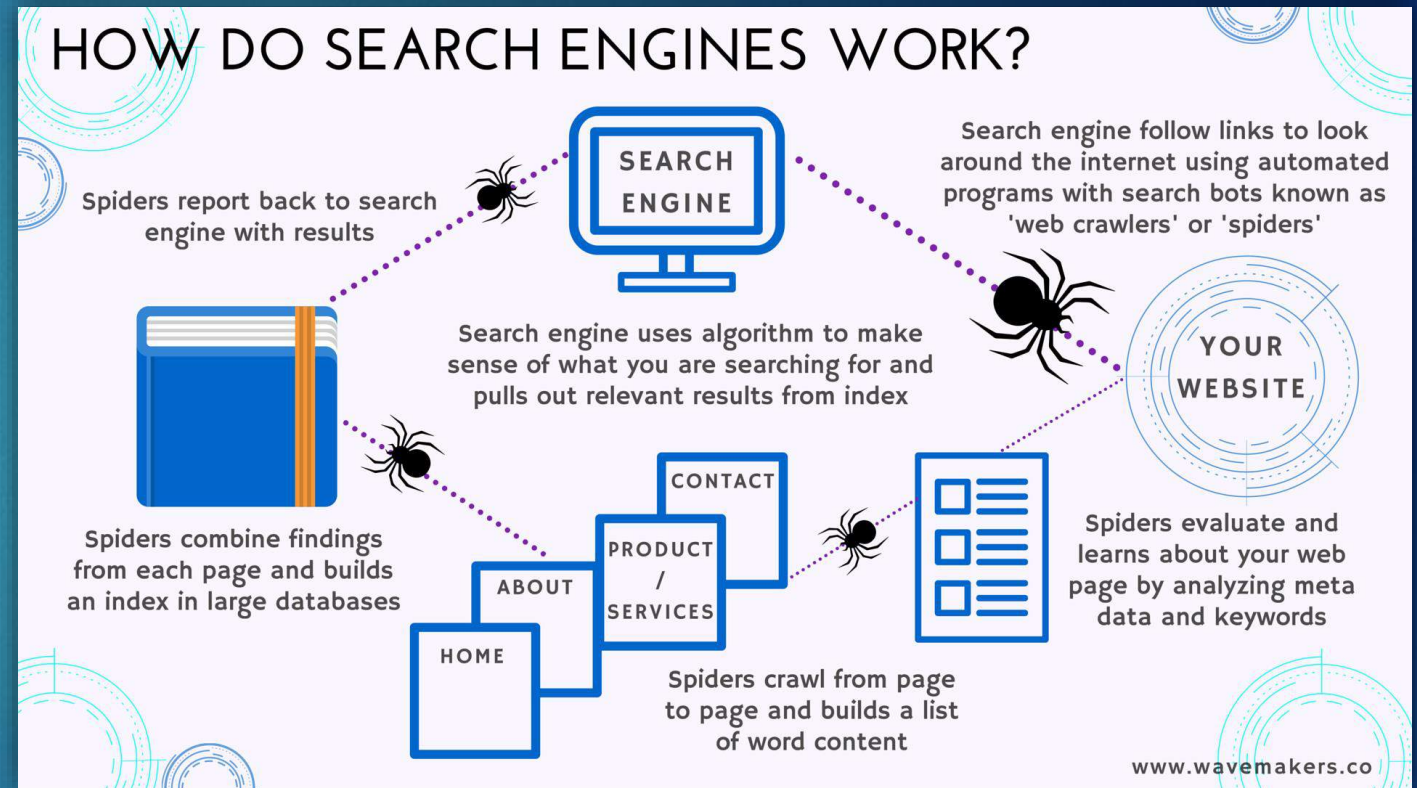 HOW DO SEARCH ENGINES WORK?
Search engine follow links to look
around the internet using automated
programs with search bots known as
'web crawlers' or 'spiders'
SEARCH
ENGINE
Spiders report back to search
engine with results
Search engine uses algorithm to make
sense of what you are searching for and
pulls out relevant results from index
YOUR
WEBSITE
Spiders evaluate and
learns about your web
page by analyzing meta
data and keywords
CONTACT
PRODUCT
/
SERVICES
ABOUT
HOME
Spiders crawl from page
to page and builds a list
of word content
Spiders combine findings
from each page and builds
an index in large databases
www.wavemakers.co